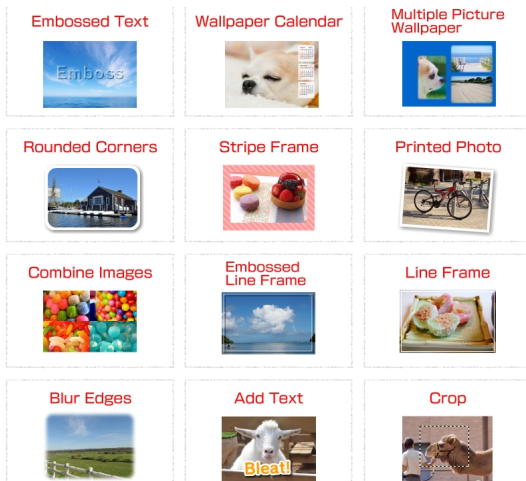 Embossed Text
Wallpaper Calendar
Multiple Picture
Wallpaper
Emboss
Rounded Corners
Stripe Frame
Printed Photo
Combine Images
Embossed
Line Frame
Line Frame
Blur Edges
Add Text
Crop
Bleat!